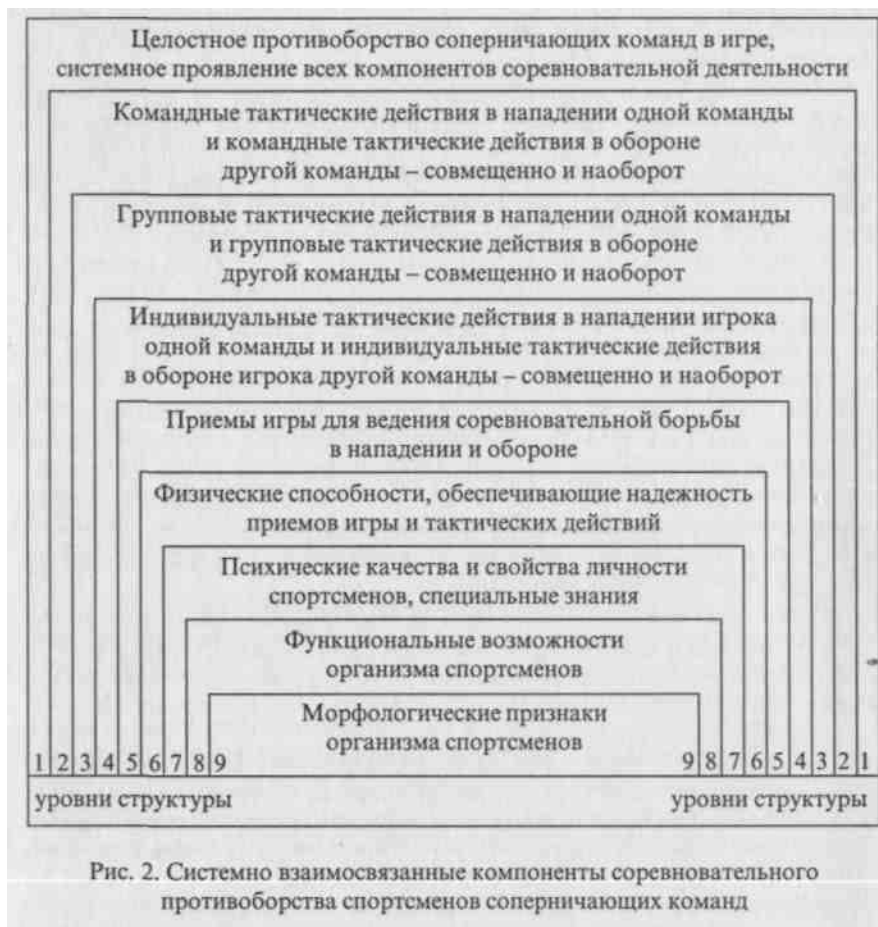 Целостное противоборство соперничающих команд в игре,
системное проявление всех компонентов соревновательной деятельности
Командные тактические действия в нападении одной команды
и командные тактические действия в обороне
другой команды – совмещенно и наоборот
Групповые тактические действия в нападении одной команды
и групповые тактические действия в обороне
другой команды – совмещенно и наоборот
Индивидуальные тактические действия в нападении игрока
одной команды и индивидуальные тактические действия
в обороне игрока другой команды – совмещенно и наоборот
Приемы игры для ведения соревновательной борьбы
в нападении и обороне
Физические способности, обеспечивающие надежность
приемов игры и тактических действий
Психические качества и свойства личности
спортсменов, специальные знания
Функциональные возможности
организма спортсменов
Морфологические признаки
организма спортсменов
1 2 3 4 5 6 7 8 9 9 8 7 6 5 4 3 2 1
уровни структуры уровни структуры
Рис. 2. Системно взаимосвязанные компоненты соревновательного
противоборства спортсменов соперничающих команд